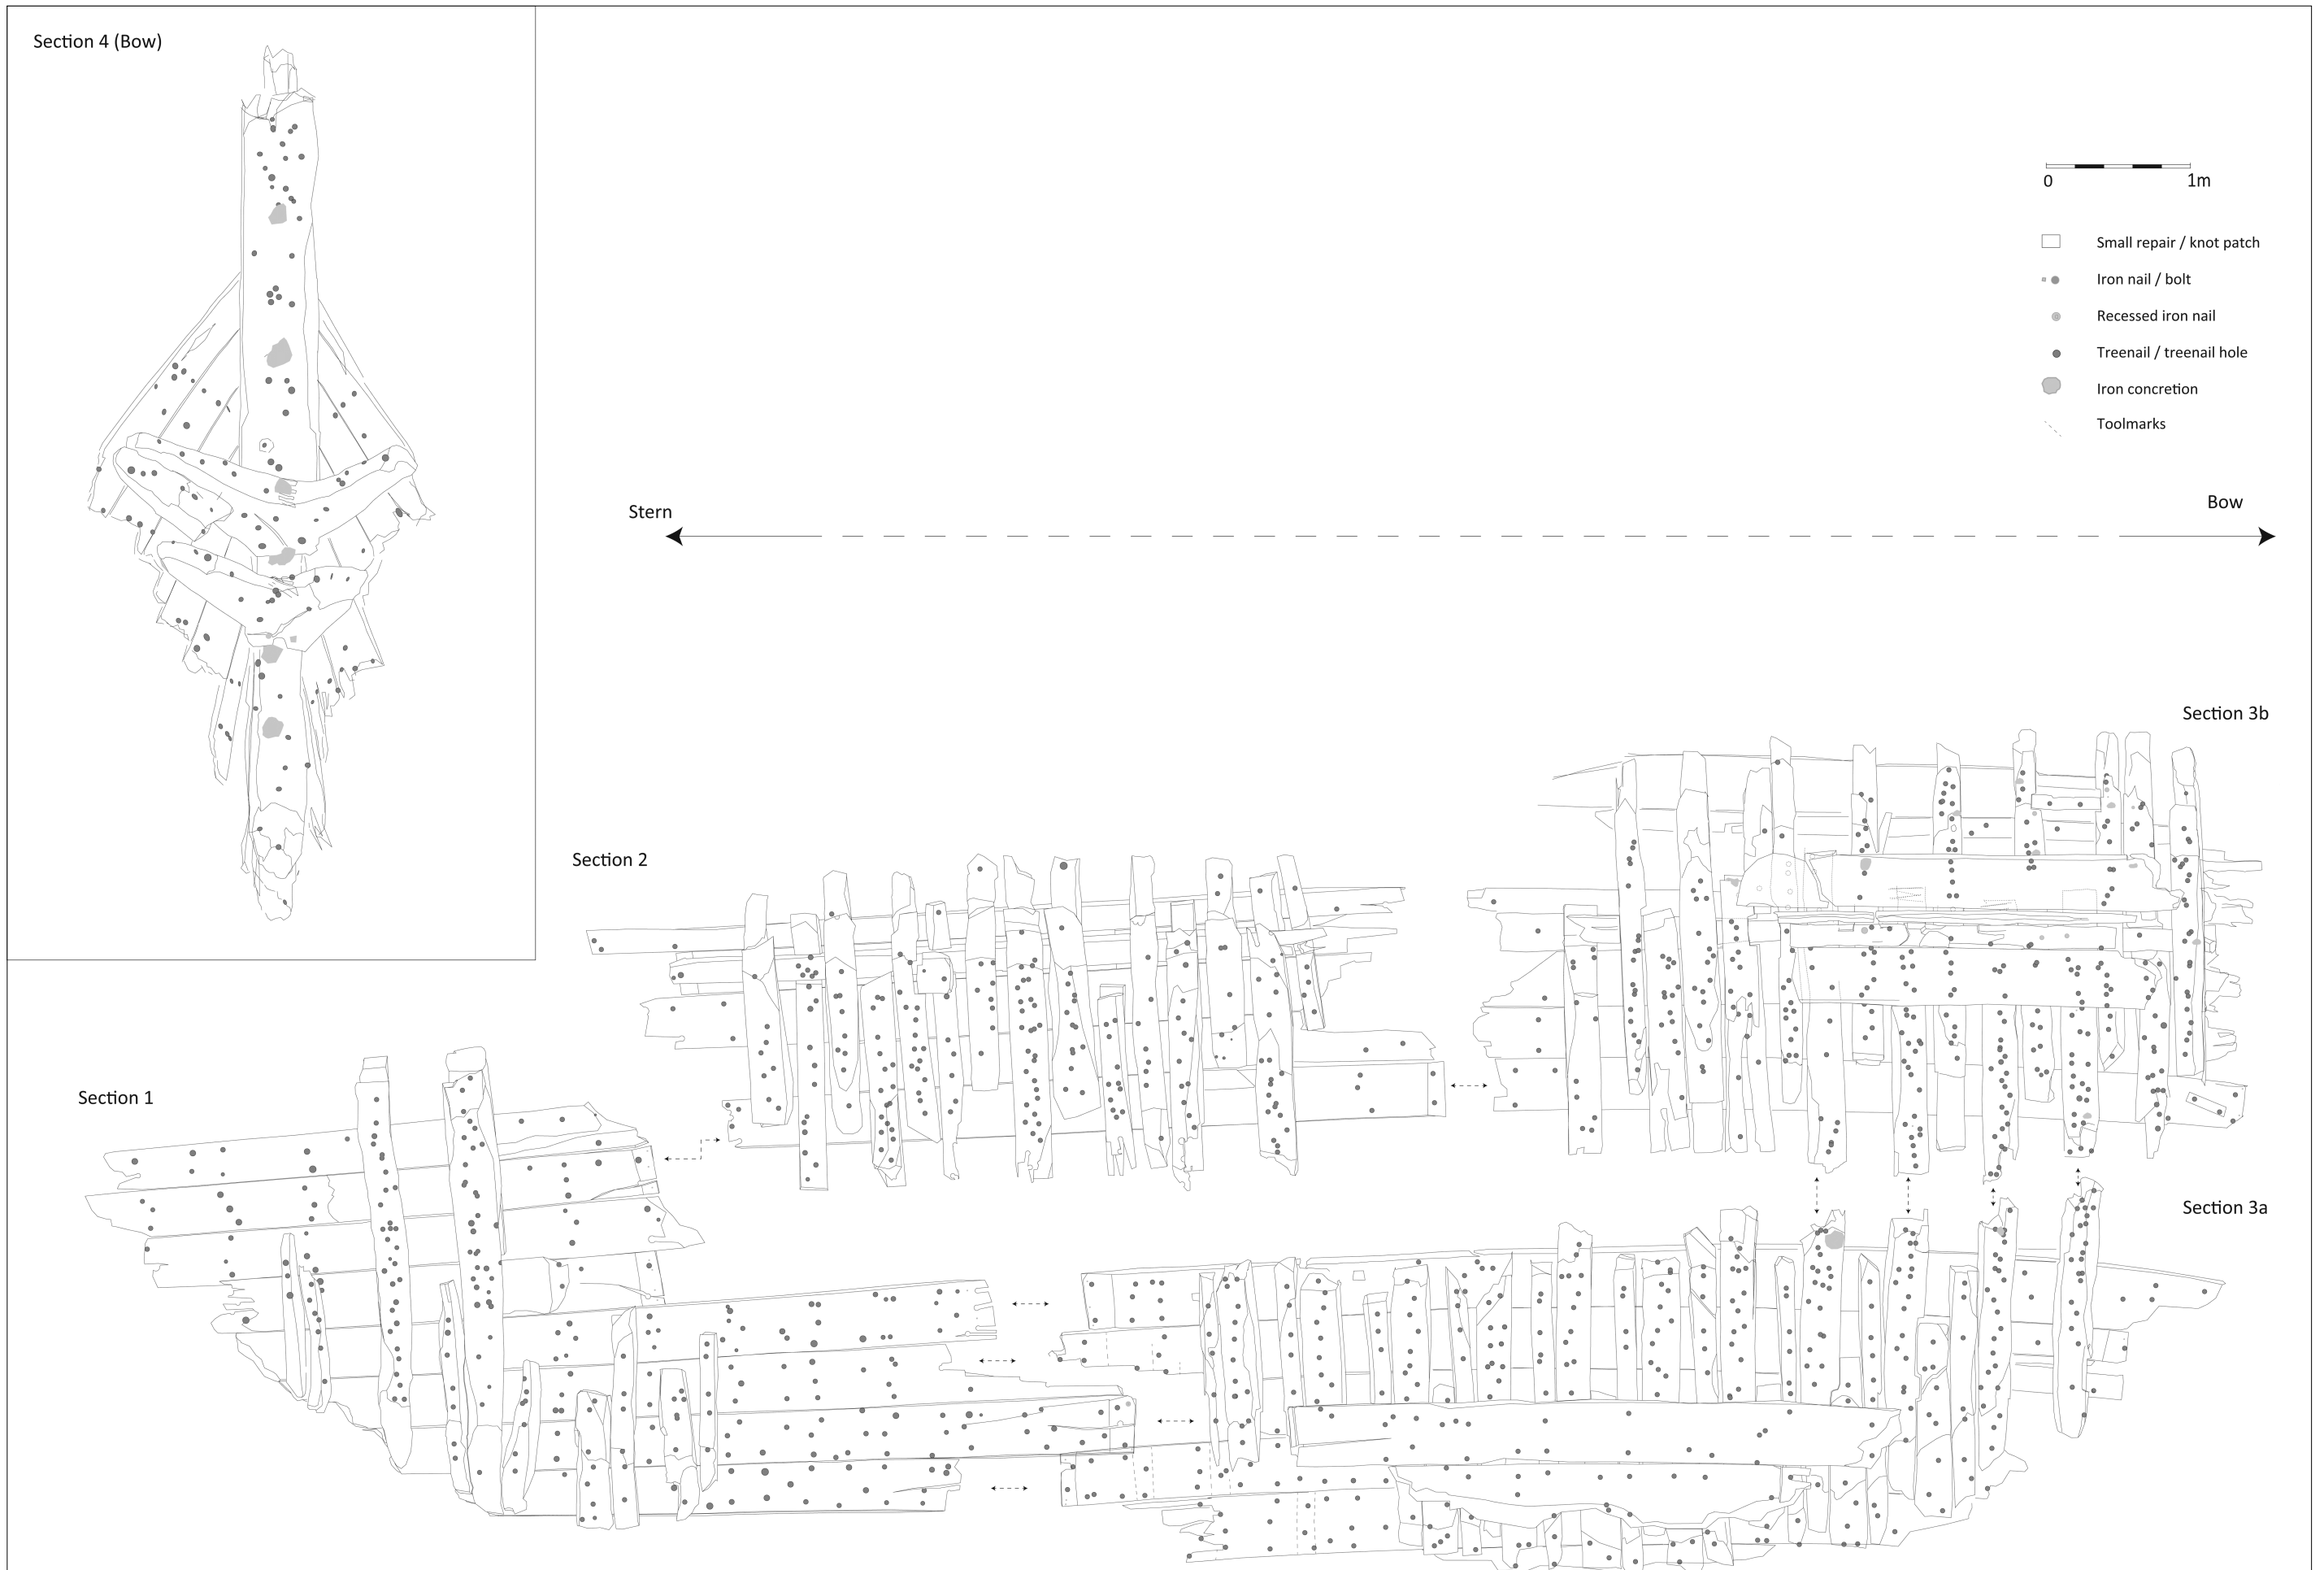 Section 4 (Bow)
0 1m
Small repair / knot patch
Iron nail / bolt
Recessed iron nail
Treenail / treenail hole
Iron concretion
Toolmarks
Stern
Bow
Section 3b
Section 2
Section 1
Section 3a